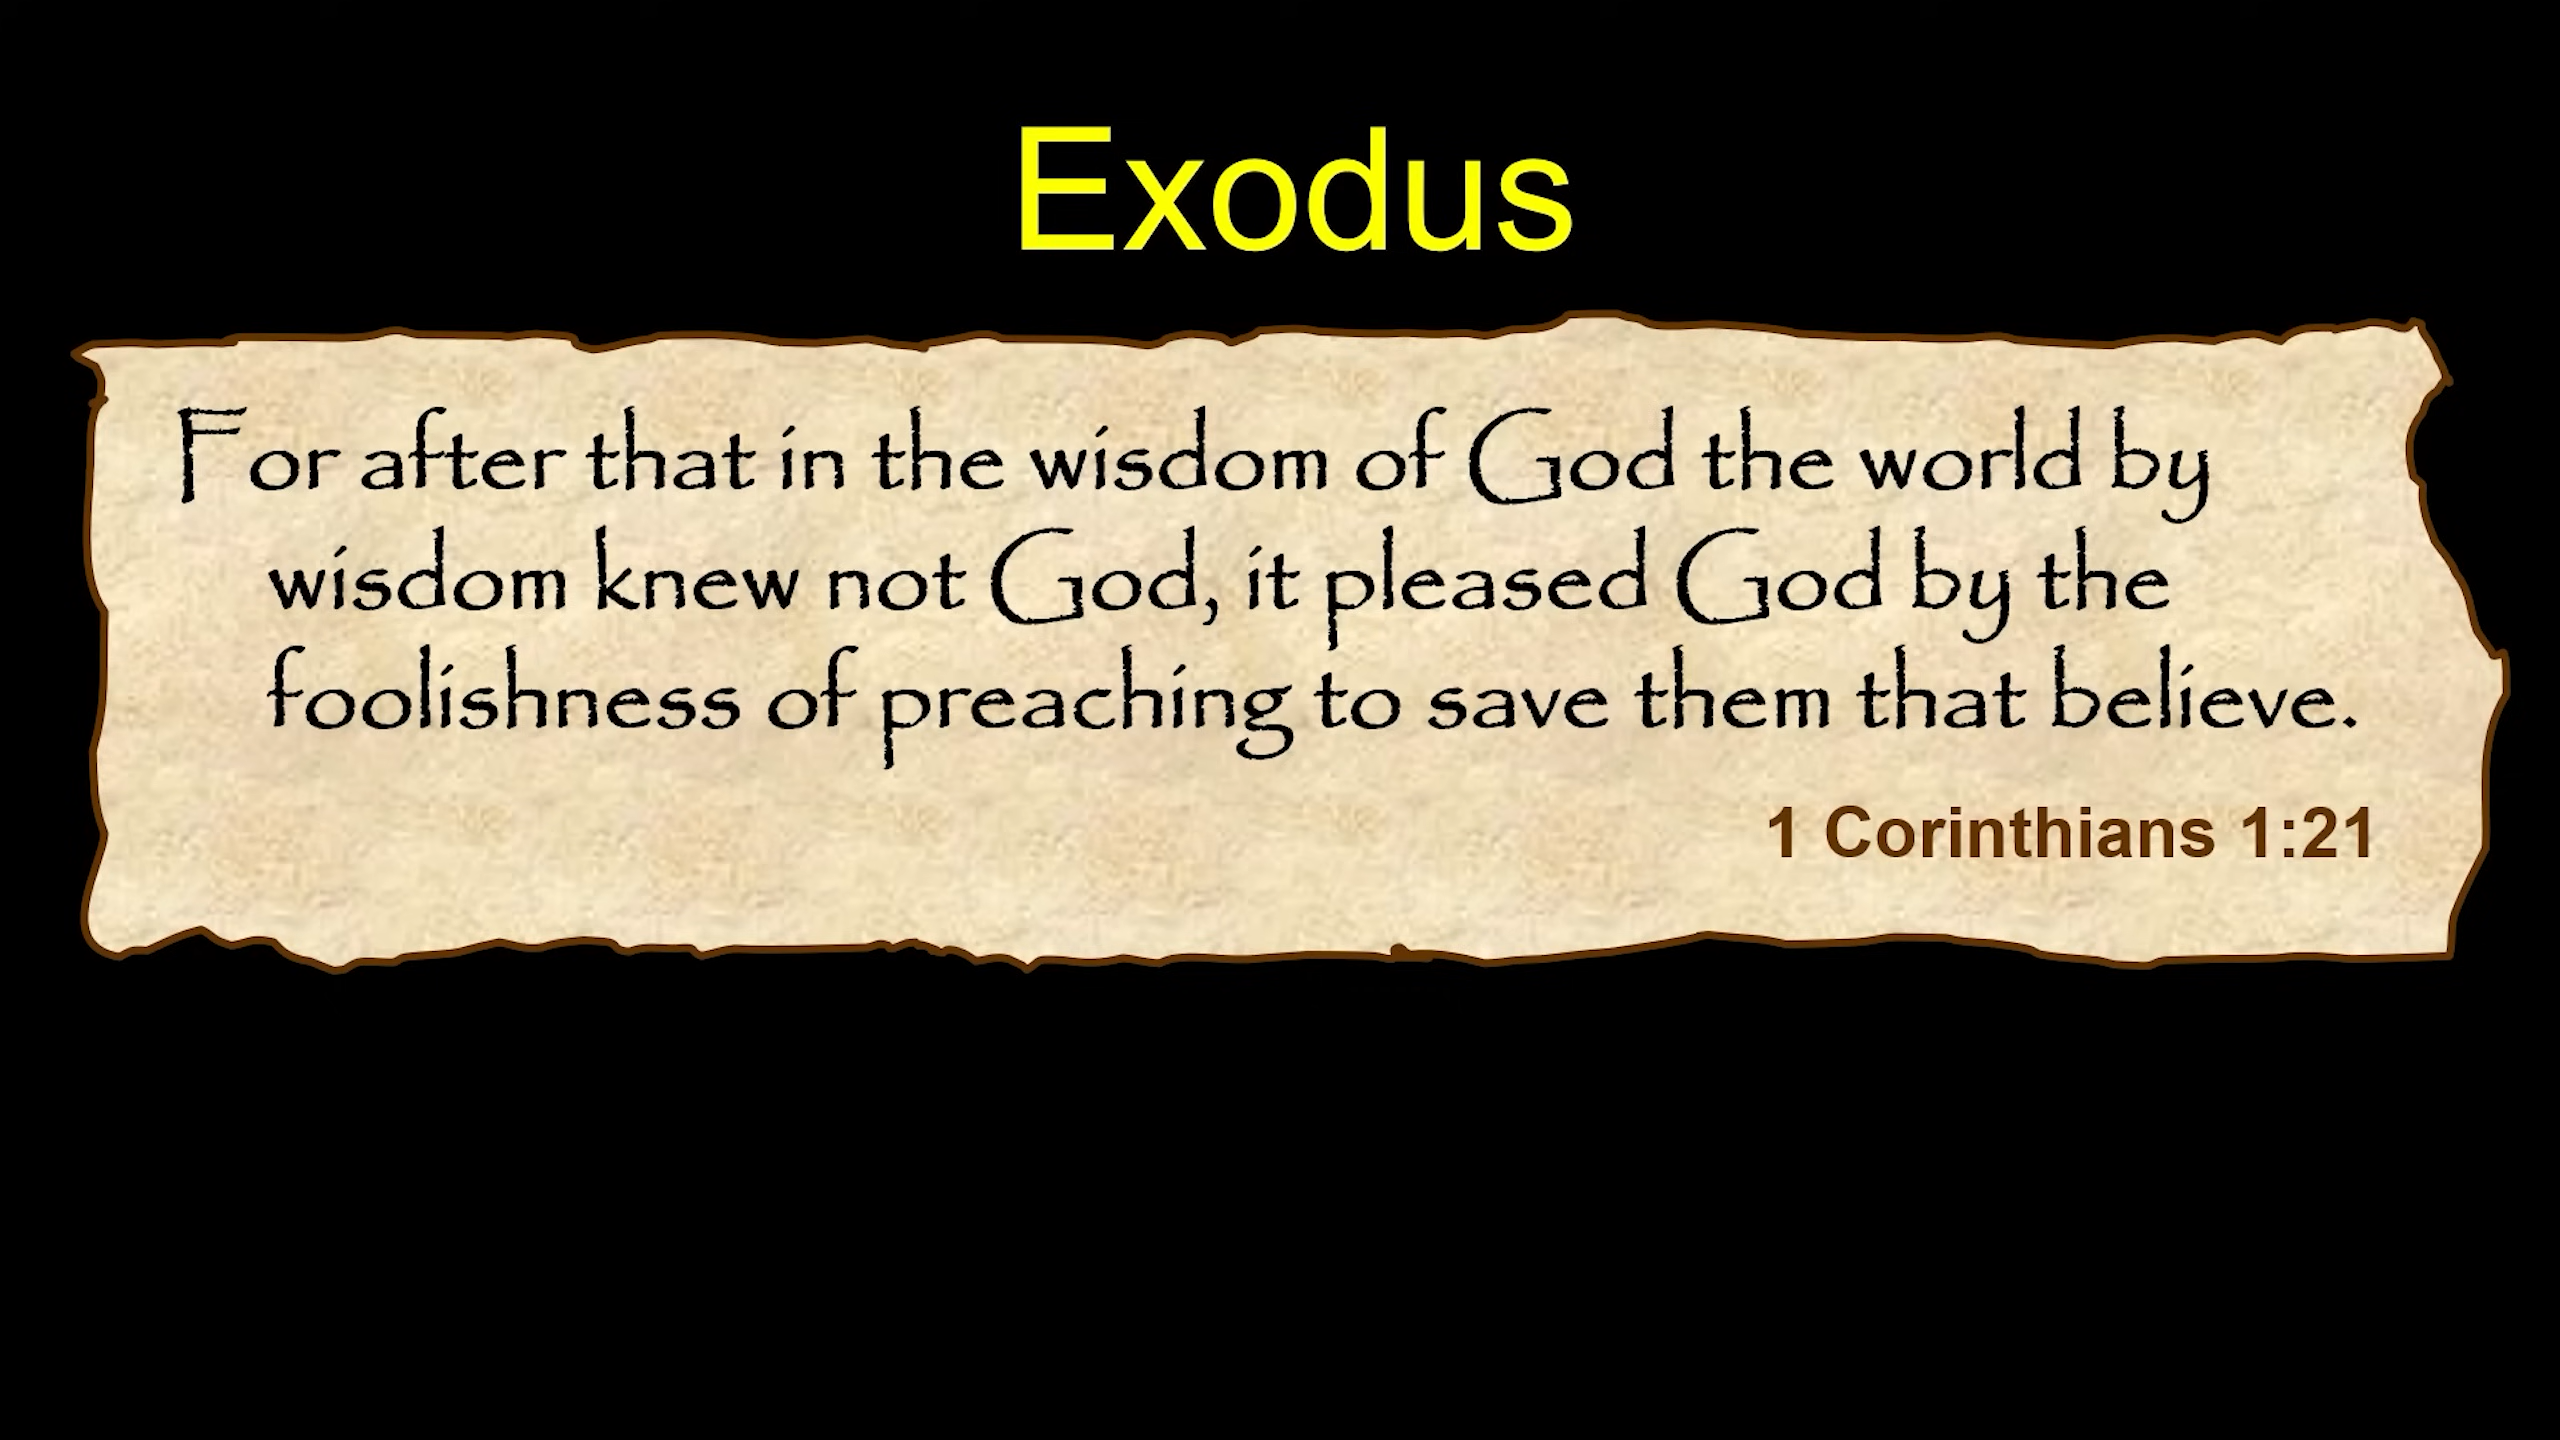 Exodus
For after that in the wisdom of God the world by
wisdom knew not God, it pleased God by the
foolishness of preaching to save them that believe.
1 Corinthians 1:21